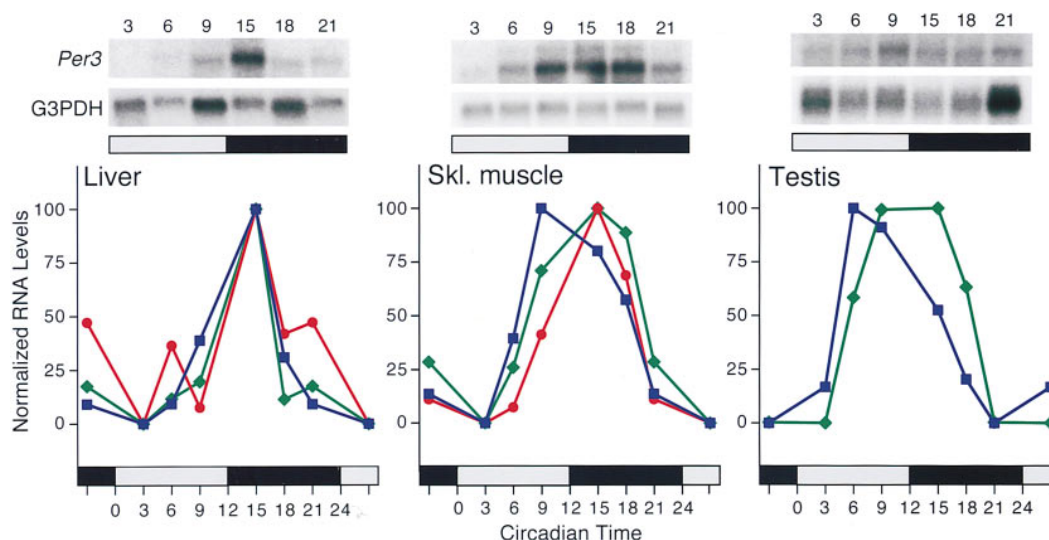 3 6 9 15 18 21
3 6 9 15 18 21
3 6 9 15 18 21
Per3
G3PDH
Liver
Skl. muscle
Testis
100
75
50
25
0
100
75
50
25
0
100
75
50
25
0
Normalized RNA Levels
0 3 6 9 12 15 18 21 24
0 3 6 9 12 15 18 21 24
0 3 6 9 12 15 18 21 24
Circadian Time